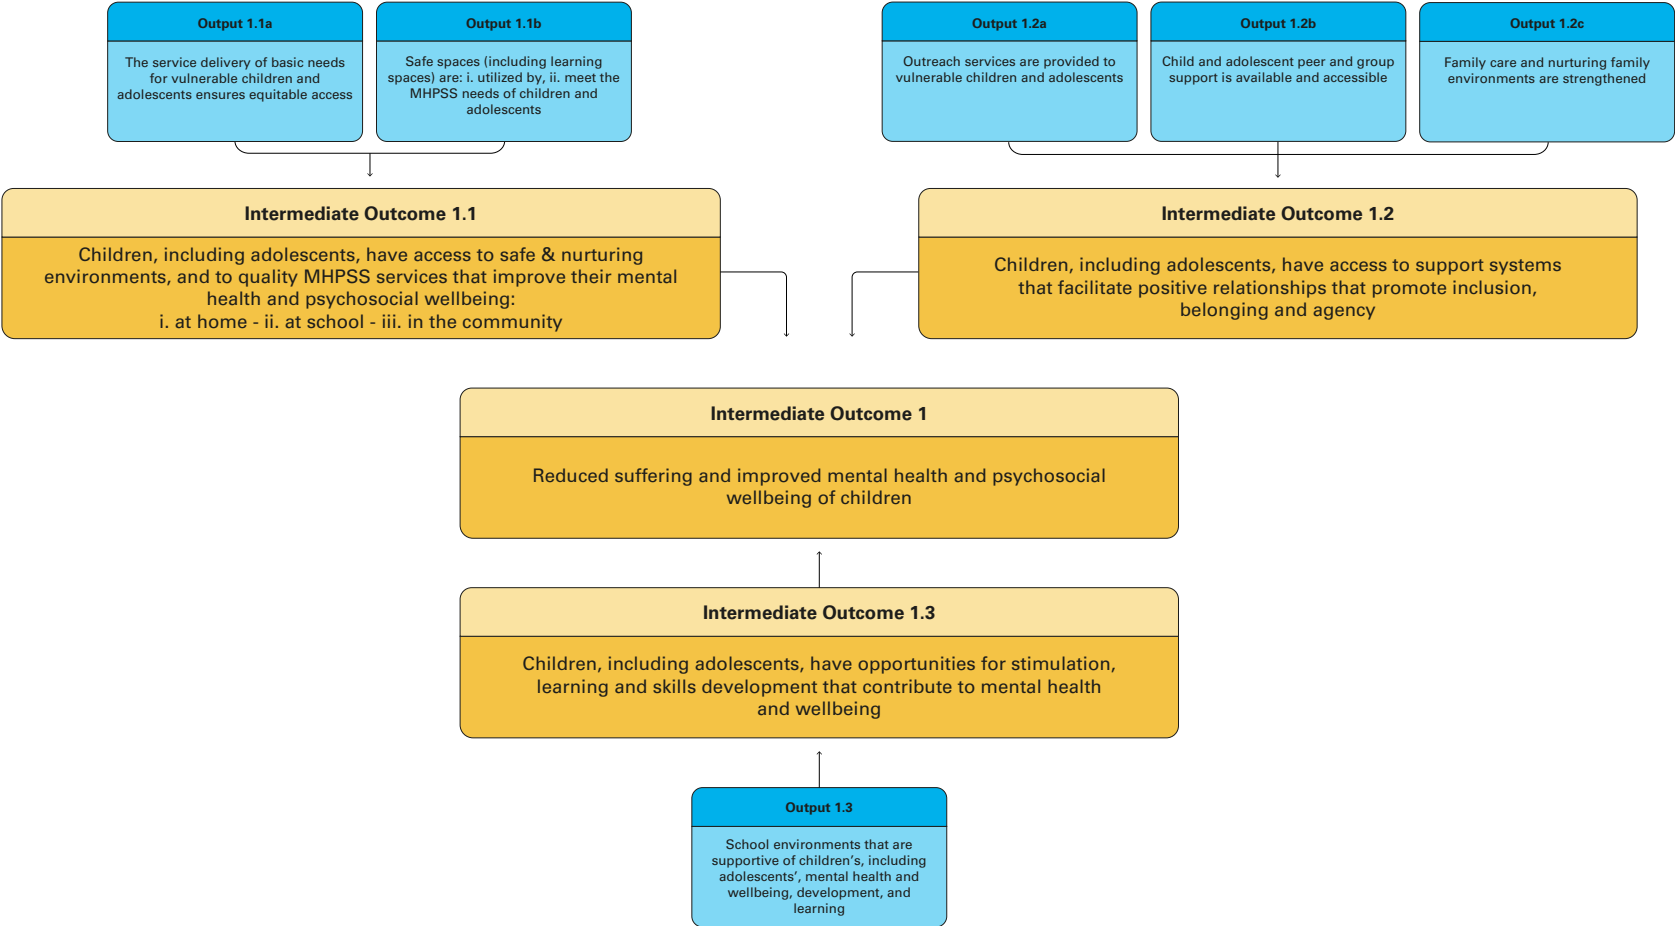 Output 1.1a
The service delivery of basic needs
for vulnerable children and
adolescents ensures equitable access
Output 1.1b
Safe spaces (including learning
spaces) are: i. utilized by, ii. meet the
MHPSS needs of children and
adolescents
Output 1.2a
Outreach services are provided to
vulnerable children and adolescents
Output 1.2b
Child and adolescent peer and group
support is available and accessible
Output 1.2c
Family care and nurturing family
environments are strengthened
Intermediate Outcome 1.1
Children, including adolescents, have access to safe & nurturing
environments, and to quality MHPSS services that improve their mental
health and psychosocial wellbeing:
i. at home - ii. at school - iii. in the community
Intermediate Outcome 1.2
Children, including adolescents, have access to support systems
that facilitate positive relationships that promote inclusion,
belonging and agency
Intermediate Outcome 1
Reduced suffering and improved mental health and psychosocial
wellbeing of children
Intermediate Outcome 1.3
Children, including adolescents, have opportunities for stimulation,
learning and skills development that contribute to mental health
and wellbeing
Output 1.3
School environments that are
supportive of children’s, including
adolescents’, mental health and
wellbeing, development, and
learning